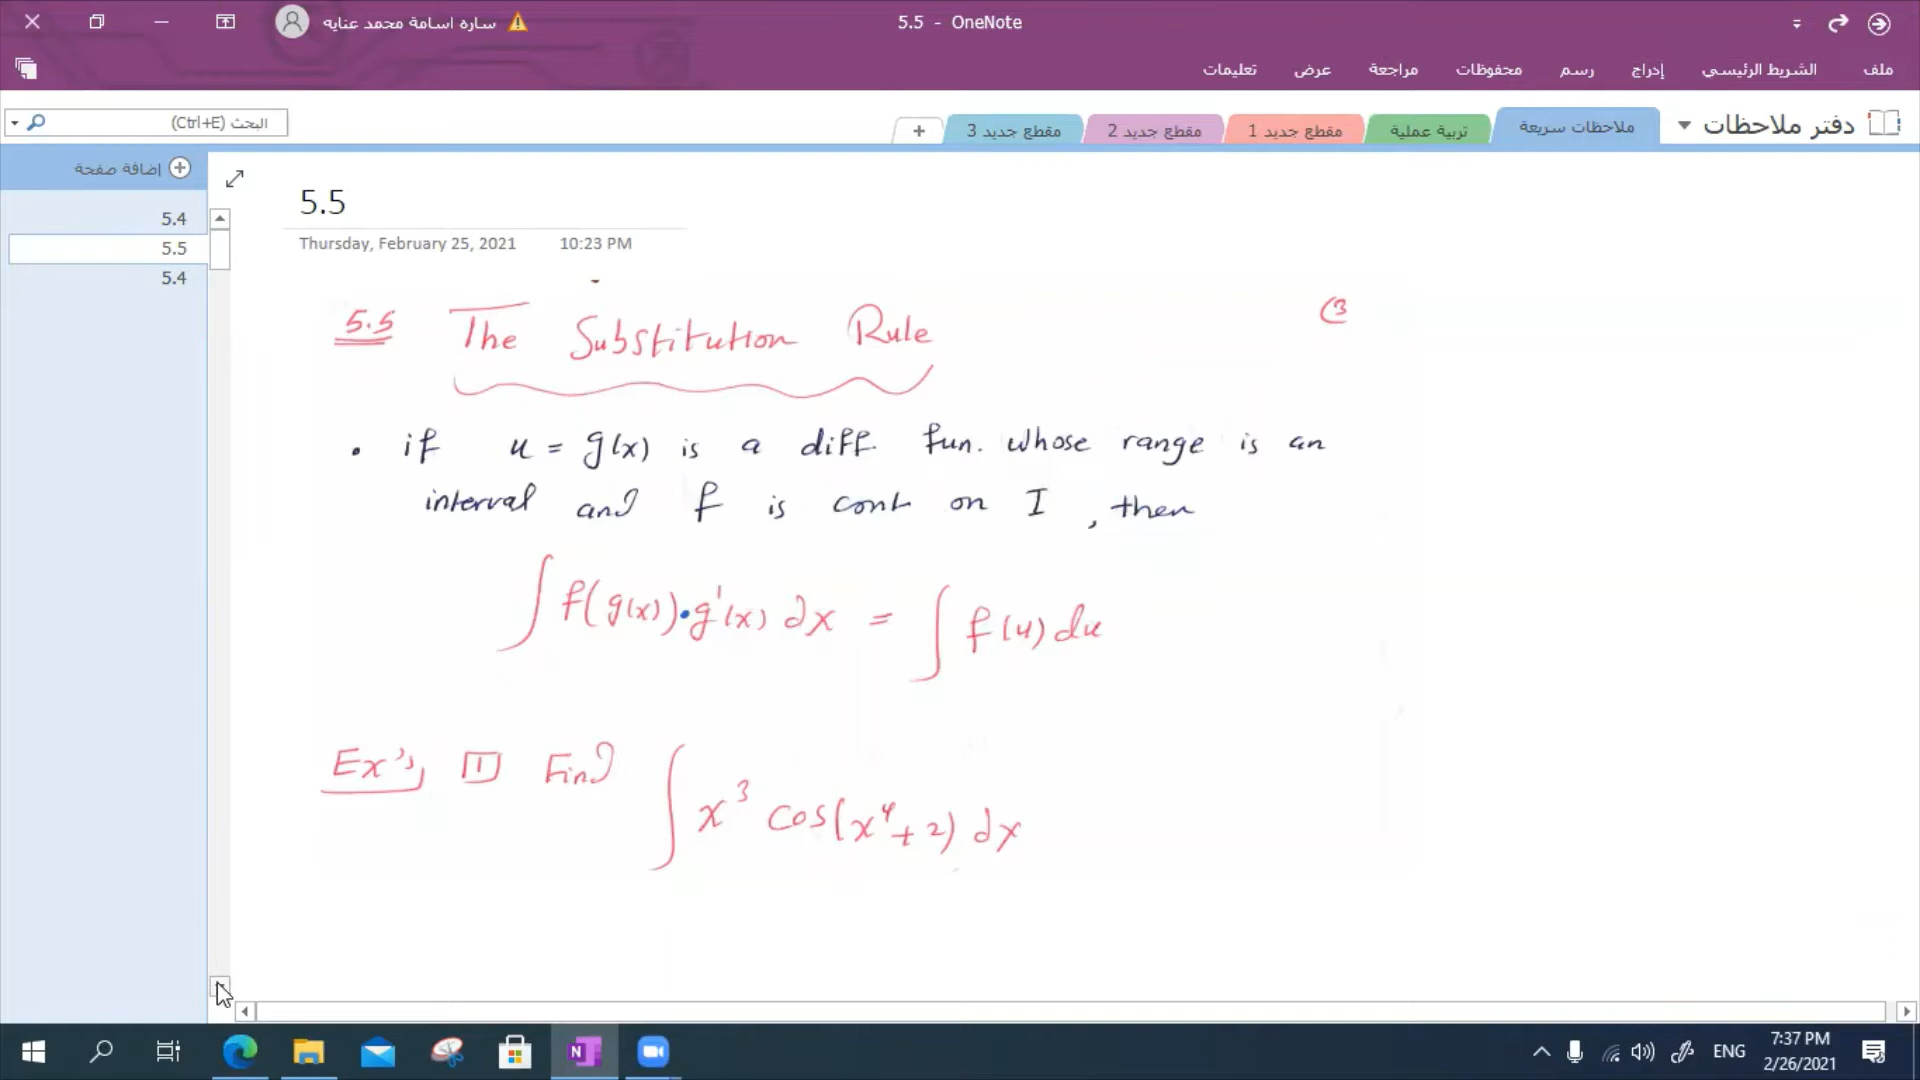 ساره اسامة محمد عنايه
5.5 - OneNote
ملف الشريط الرئيسي إدراج رسم محفوظات مراجعة عرض تعليمات
دفتر ملاحظات ملاحظات سريعة تربية عملية مقطع جديد 1 مقطع جديد 2 مقطع جديد 3 +
البحث (Ctrl+E)
إضافة صفحة
5.4
5.5
5.4
5.5
Thursday, February 25, 2021 10:23 PM
5.5 The Substitution Rule
(3
• if u = g(x) is a diff. fun. whose range is an
interval and f is cont on I, then
∫ f(g(x))•g'(x) dx = ∫ f(u) du
Ex's, 1 Find ∫ x³ cos(x⁴+2) dx
ENG
7:37 PM
2/26/2021